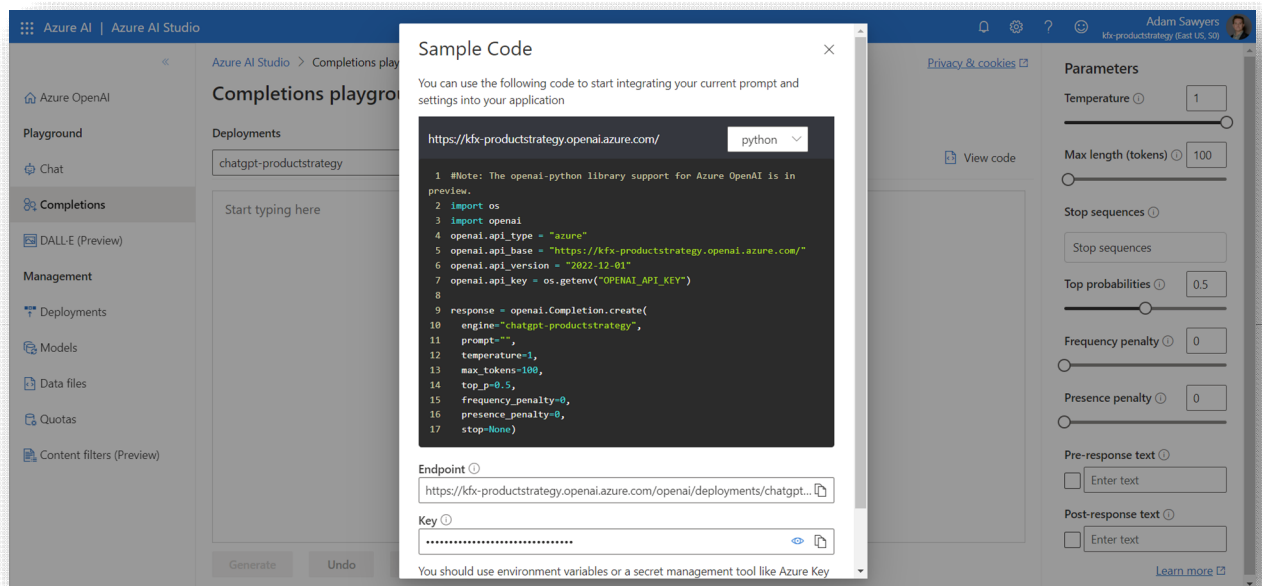 Azure AI | Azure AI Studio
Adam Sawyers
kfx-productstrategy (East US, S0)
Azure OpenAI
Playground
Chat
Completions
DALL·E (Preview)
Management
Deployments
Models
Data files
Quotas
Content filters (Preview)
Azure AI Studio > Completions play
Privacy & cookies
Completions playgrou
Deployments
chatgpt-productstrategy
View code
Start typing here
Generate
Undo
Sample Code
You can use the following code to start integrating your current prompt and
settings into your application
https://kfx-productstrategy.openai.azure.com/
python
1 #Note: The openai-python library support for Azure OpenAI is in
preview.
2 import os
3 import openai
4 openai.api_type = "azure"
5 openai.api_base = "https://kfx-productstrategy.openai.azure.com/"
6 openai.api_version = "2022-12-01"
7 openai.api_key = os.getenv("OPENAI_API_KEY")
8
9 response = openai.Completion.create(
10 engine="chatgpt-productstrategy",
11 prompt="",
12 temperature=1,
13 max_tokens=100,
14 top_p=0.5,
15 frequency_penalty=0,
16 presence_penalty=0,
17 stop=None)
Endpoint
https://kfx-productstrategy.openai.azure.com/openai/deployments/chatgpt...
Key
••••••••••••••••••••••••••••••••
You should use environment variables or a secret management tool like Azure Key
Parameters
Temperature
1
Max length (tokens)
100
Stop sequences
Stop sequences
Top probabilities
0.5
Frequency penalty
0
Presence penalty
0
Pre-response text
Enter text
Post-response text
Enter text
Learn more